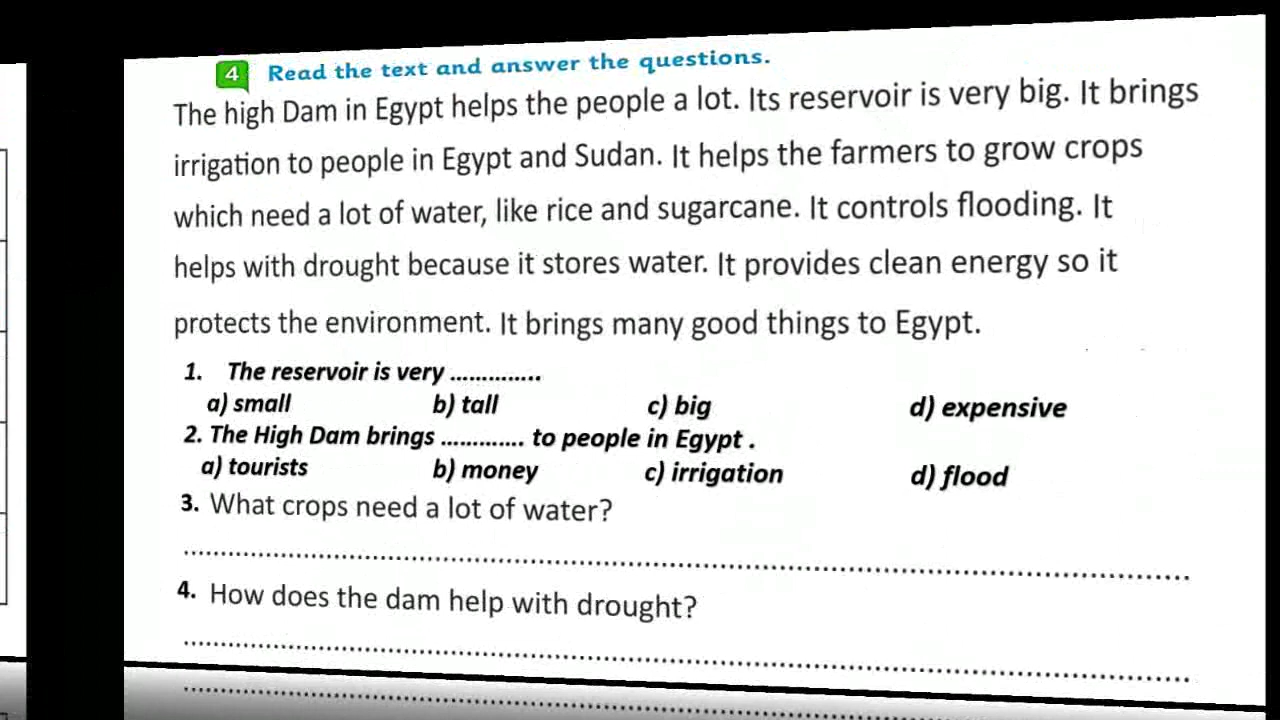 4 Read the text and answer the questions.
The high Dam in Egypt helps the people a lot. Its reservoir is very big. It brings
irrigation to people in Egypt and Sudan. It helps the farmers to grow crops
which need a lot of water, like rice and sugarcane. It controls flooding. It
helps with drought because it stores water. It provides clean energy so it
protects the environment. It brings many good things to Egypt.
1. The reservoir is very ..............
a) small b) tall c) big d) expensive
2. The High Dam brings ............. to people in Egypt .
a) tourists b) money c) irrigation d) flood
3. What crops need a lot of water?
4. How does the dam help with drought?